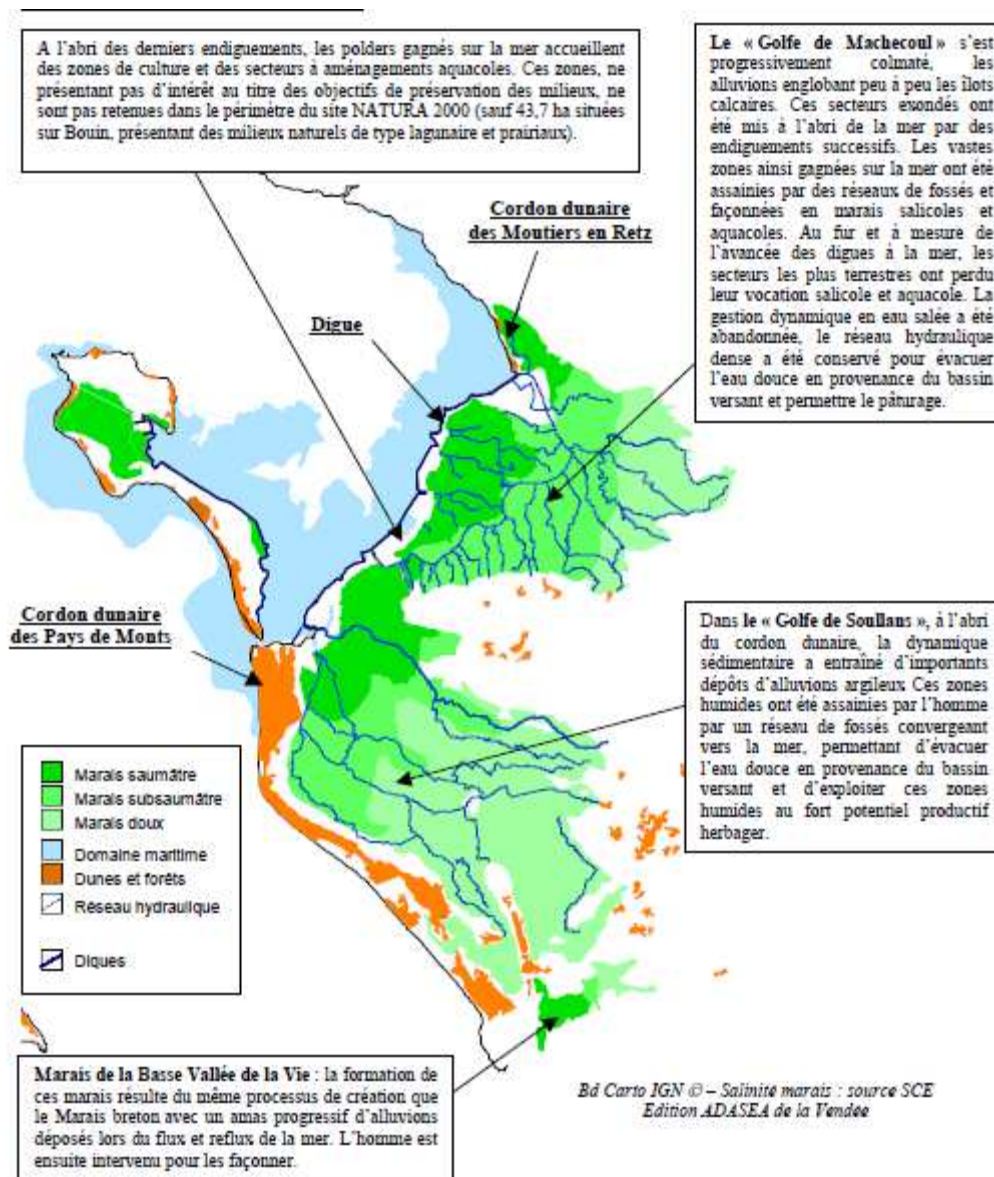 A l'abri des derniers endiguements, les polders gagnés sur la mer accueillent
des zones de culture et des secteurs à aménagements aquacoles. Ces zones, ne
présentant pas d'intérêt au titre des objectifs de préservation des milieux, ne
sont pas retenues dans le périmètre du site NATURA 2000 (sauf 43,7 ha situées
sur Bouin, présentant des milieux naturels de type lagunaire et prairiaux).
Le « Golfe de Machecoul » s'est
progressivement colmaté, les
alluvions englobant peu à peu les îlots
calcaires. Ces secteurs exondés ont
été mis à l'abri de la mer par des
endiguements successifs. Les vastes
zones ainsi gagnées sur la mer ont été
assainies par des réseaux de fossés et
façonnées en marais salicoles et
aquacoles. Au fur et à mesure de
l'avancée des digues à la mer, les
secteurs les plus terrestres ont perdu
leur vocation salicole et aquacole. La
gestion dynamique en eau salée a été
abandonnée, le réseau hydraulique
dense a été conservé pour évacuer
l'eau douce en provenance du bassin
versant et permettre le pâturage.
Cordon dunaire
des Moutiers en Retz
Digue
Cordon dunaire
des Pays de Monts
Dans le « Golfe de Soullans », à l'abri
du cordon dunaire, la dynamique
sédimentaire a entraîné d'importants
dépôts d'alluvions argileux. Ces zones
humides ont été assainies par l'homme
par un réseau de fossés convergeant
vers la mer, permettant d'évacuer
l'eau douce en provenance du bassin
versant et d'exploiter ces zones
humides au fort potentiel productif
herbager.
Marais saumâtre
Marais subsaumâtre
Marais doux
Domaine maritime
Dunes et forêts
Réseau hydraulique
Digues
Marais de la Basse Vallée de la Vie : la formation de
ces marais résulte du même processus de création que
le Marais breton avec un amas progressif d'alluvions
déposés lors du flux et reflux de la mer. L'homme est
ensuite intervenu pour les façonner.
Bd Carto IGN © – Salinité marais : source SCE
Edition ADASEA de la Vendée